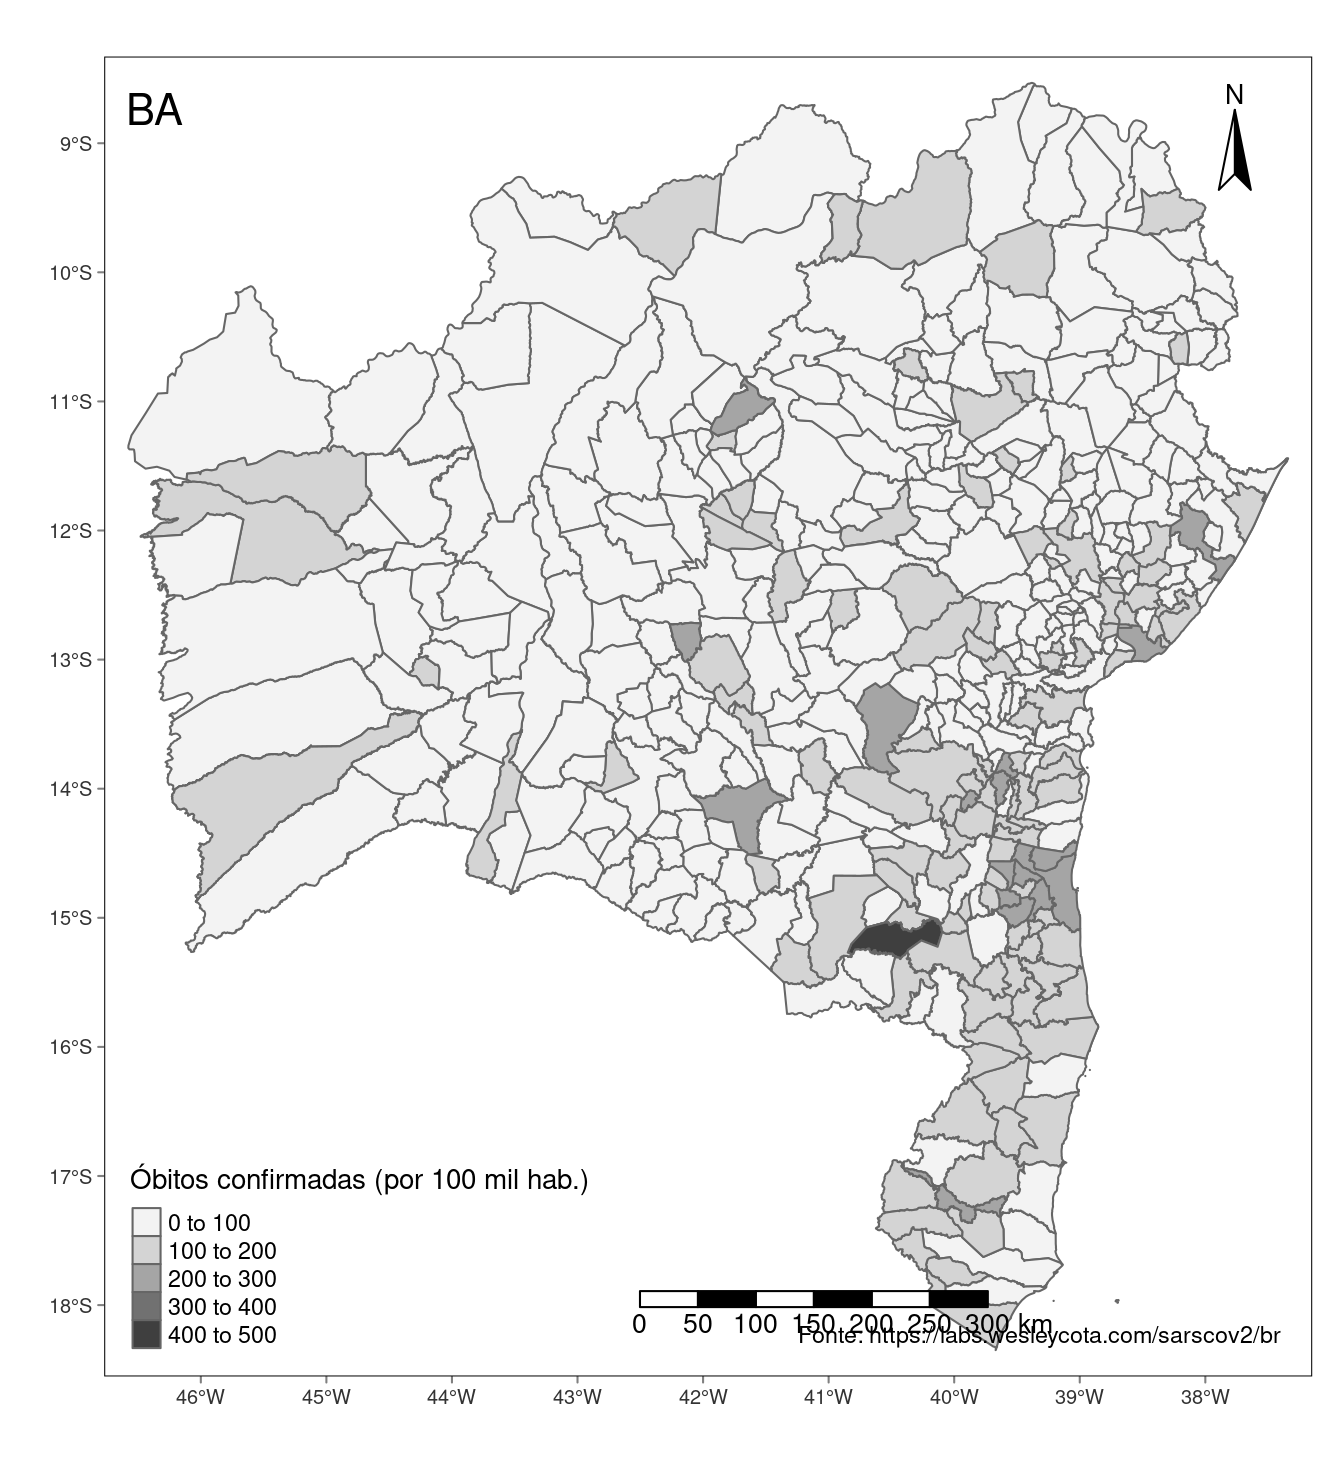 BA
N
9°S
10°S
11°S
12°S
13°S
14°S
15°S
16°S
17°S
18°S
Óbitos confirmadas (por 100 mil hab.)
0 to 100
100 to 200
200 to 300
300 to 400
400 to 500
0 50 100 150 200 250 300 km
Fonte: https://labs.wesleycota.com/sarscov2/br
46°W 45°W 44°W 43°W 42°W 41°W 40°W 39°W 38°W